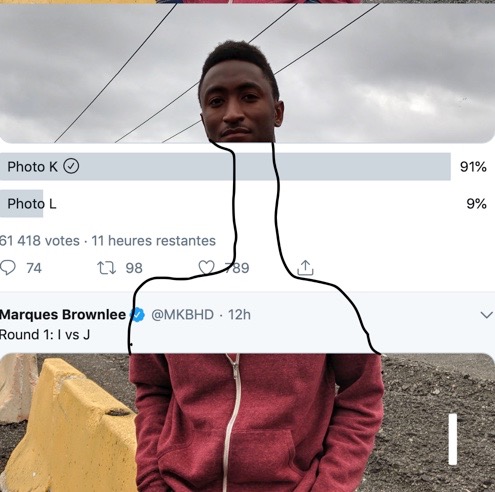 Photo K 91%
Photo L 9%
61 418 votes · 11 heures restantes
74 98 789
Marques Brownlee @MKBHD · 12h
Round 1: I vs J
I